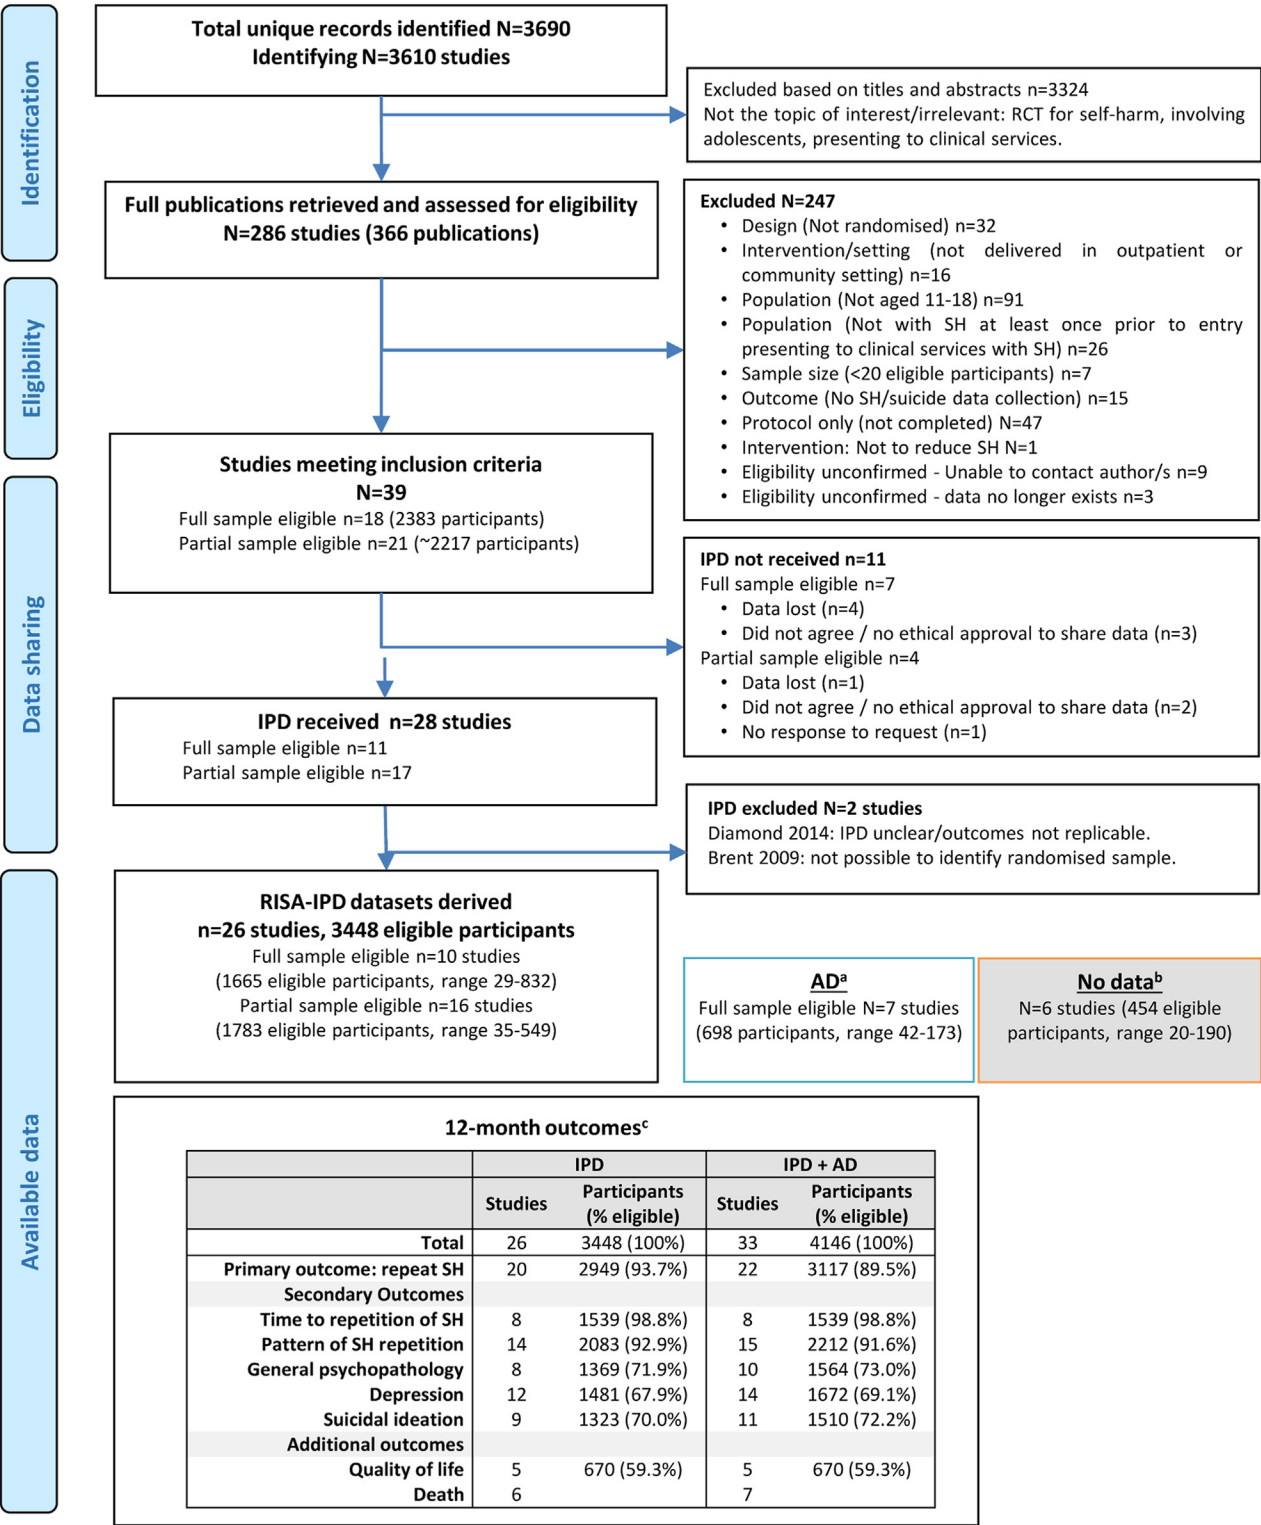 Identification
Total unique records identified N=3690
Identifying N=3610 studies
Excluded based on titles and abstracts n=3324
Not the topic of interest/irrelevant: RCT for self-harm, involving
adolescents, presenting to clinical services.
Full publications retrieved and assessed for eligibility
N=286 studies (366 publications)
Excluded N=247
• Design (Not randomised) n=32
• Intervention/setting (not delivered in outpatient or
community setting) n=16
• Population (Not aged 11-18) n=91
• Population (Not with SH at least once prior to entry
presenting to clinical services with SH) n=26
• Sample size (<20 eligible participants) n=7
• Outcome (No SH/suicide data collection) n=15
• Protocol only (not completed) N=47
• Intervention: Not to reduce SH N=1
• Eligibility unconfirmed - Unable to contact author/s n=9
• Eligibility unconfirmed - data no longer exists n=3
Eligibility
Studies meeting inclusion criteria
N=39
Full sample eligible n=18 (2383 participants)
Partial sample eligible n=21 (~2217 participants)
Data sharing
IPD not received n=11
Full sample eligible n=7
• Data lost (n=4)
• Did not agree / no ethical approval to share data (n=3)
Partial sample eligible n=4
• Data lost (n=1)
• Did not agree / no ethical approval to share data (n=2)
• No response to request (n=1)
IPD received n=28 studies
Full sample eligible n=11
Partial sample eligible n=17
IPD excluded N=2 studies
Diamond 2014: IPD unclear/outcomes not replicable.
Brent 2009: not possible to identify randomised sample.
Available data
RISA-IPD datasets derived
n=26 studies, 3448 eligible participants
Full sample eligible n=10 studies
(1665 eligible participants, range 29-832)
Partial sample eligible n=16 studies
(1783 eligible participants, range 35-549)
ADᵃ
Full sample eligible N=7 studies
(698 participants, range 42-173)
No dataᵇ
N=6 studies (454 eligible
participants, range 20-190)
12-month outcomesᶜ
IPD IPD + AD
Studies Participants (% eligible) Studies Participants (% eligible)
Total 26 3448 (100%) 33 4146 (100%)
Primary outcome: repeat SH 20 2949 (93.7%) 22 3117 (89.5%)
Secondary Outcomes
Time to repetition of SH 8 1539 (98.8%) 8 1539 (98.8%)
Pattern of SH repetition 14 2083 (92.9%) 15 2212 (91.6%)
General psychopathology 8 1369 (71.9%) 10 1564 (73.0%)
Depression 12 1481 (67.9%) 14 1672 (69.1%)
Suicidal ideation 9 1323 (70.0%) 11 1510 (72.2%)
Additional outcomes
Quality of life 5 670 (59.3%) 5 670 (59.3%)
Death 6 7